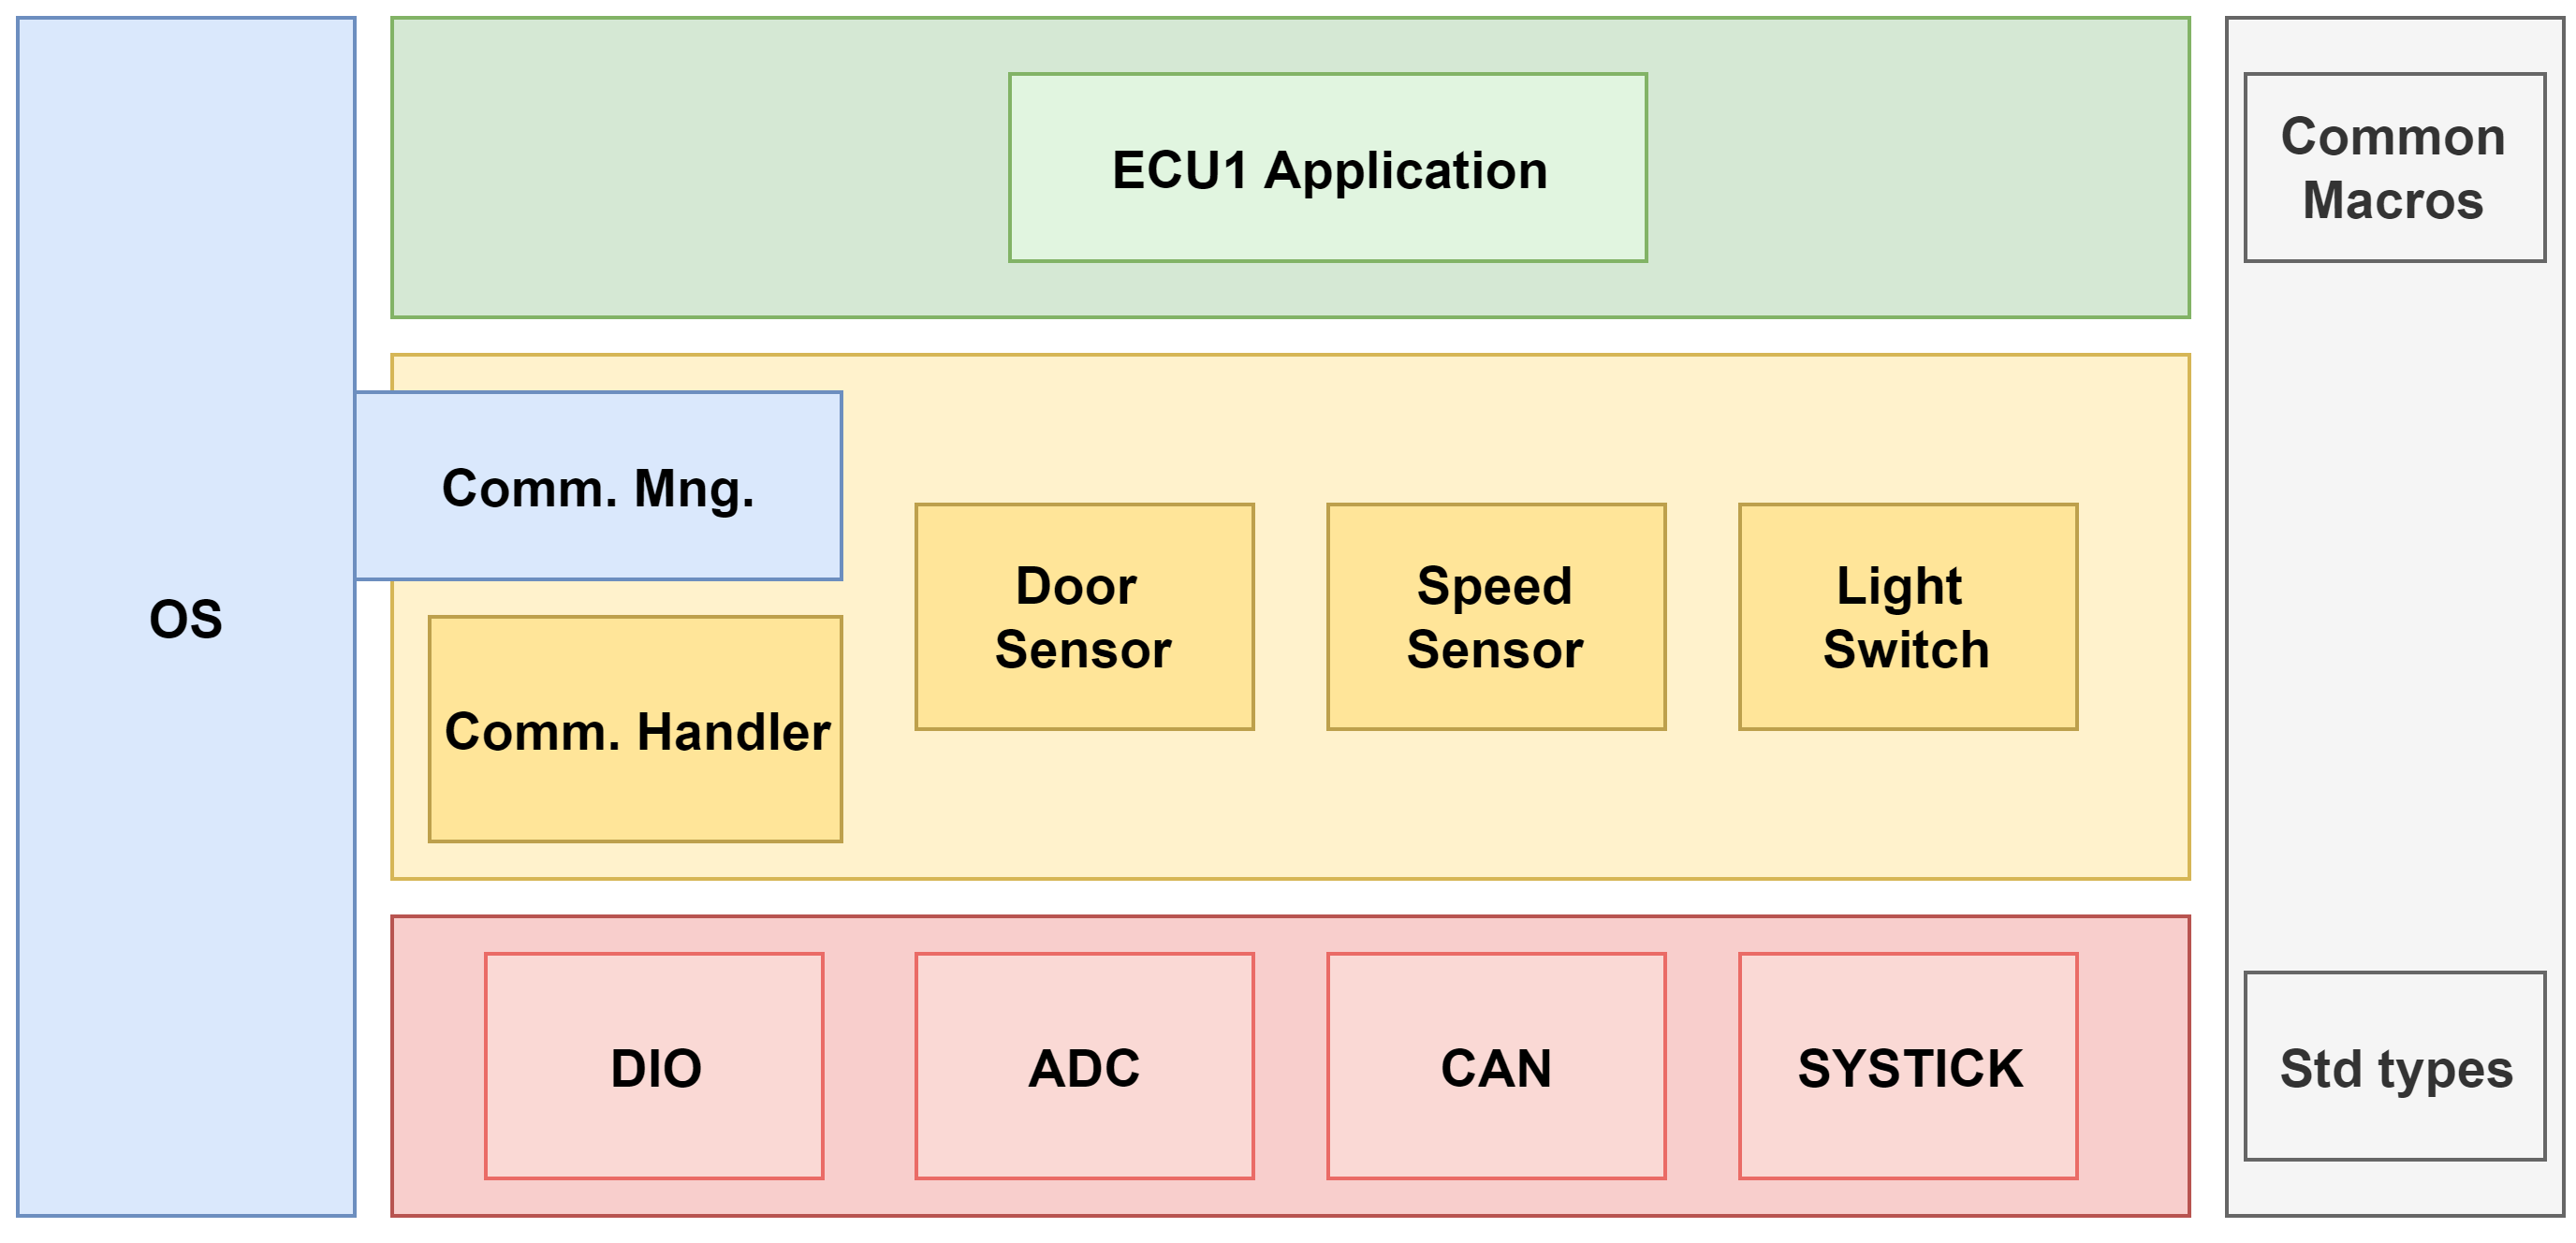 OS
ECU1 Application
Comm. Mng.
Comm. Handler
Door
Sensor
Speed
Sensor
Light
Switch
DIO
ADC
CAN
SYSTICK
Common
Macros
Std types